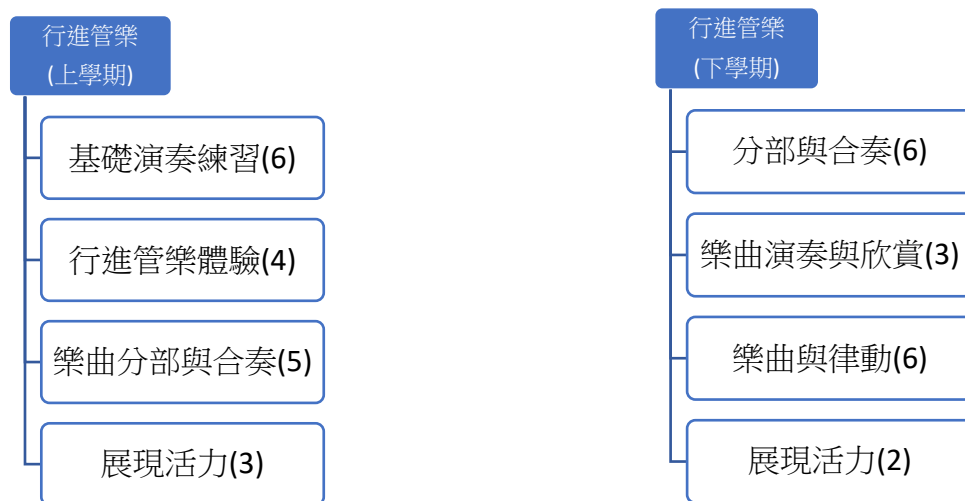 行進管樂
(上學期)
基礎演奏練習(6)
行進管樂體驗(4)
樂曲分部與合奏(5)
展現活力(3)
行進管樂
(下學期)
分部與合奏(6)
樂曲演奏與欣賞(3)
樂曲與律動(6)
展現活力(2)